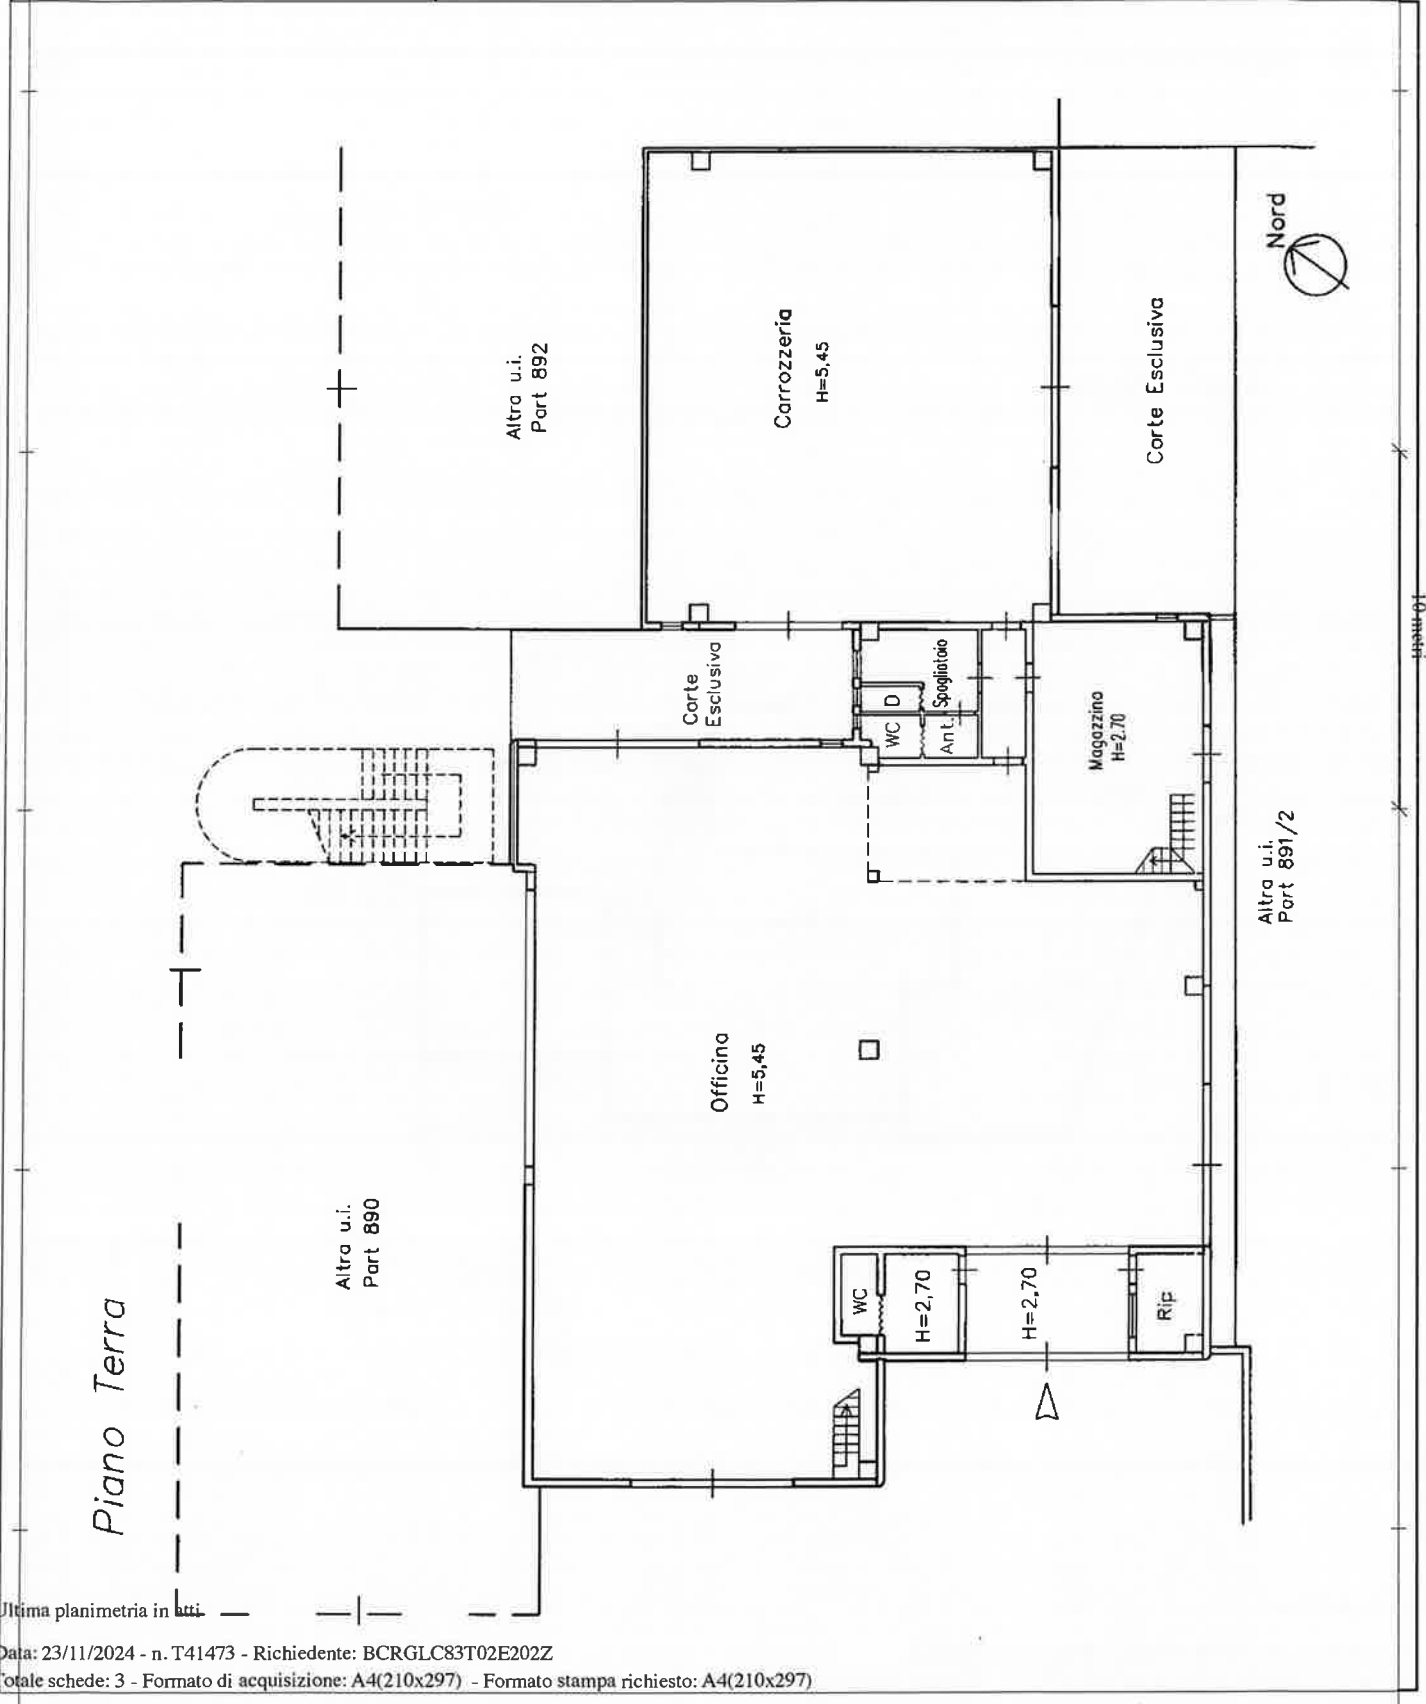 Piano Terra
Altra u.i.
Part 890
Altra u.i.
Part 892
Corte
Esclusiva
Carrozzeria
H=5,45
Corte Esclusiva
Nord
WC
D
Ant.
Spogliatoio
Magazzino
H=2.70
Officina
H=5,45
Altra u.i.
Part 891/2
WC
H=2,70
H=2,70
Rip
10 metri
Ultima planimetria in atti
Data: 23/11/2024 - n. T41473 - Richiedente: BCRGLC83T02E202Z
Totale schede: 3 - Formato di acquisizione: A4(210x297) - Formato stampa richiesto: A4(210x297)